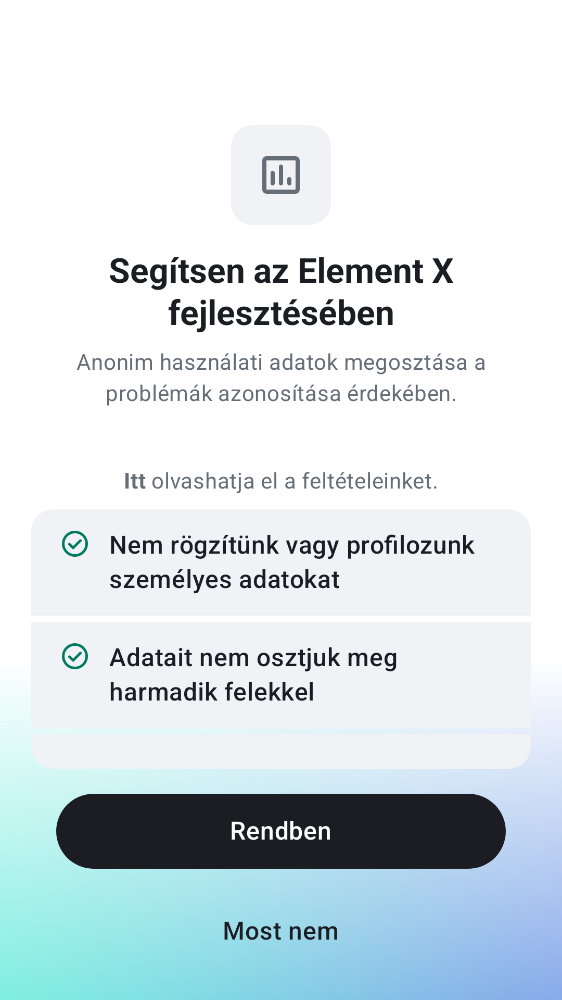 Segítsen az Element X
fejlesztésében
Anonim használati adatok megosztása a
problémák azonosítása érdekében.
Itt olvashatja el a feltételeinket.
Nem rögzítünk vagy profilozunk
személyes adatokat
Adatait nem osztjuk meg
harmadik felekkel
Rendben
Most nem